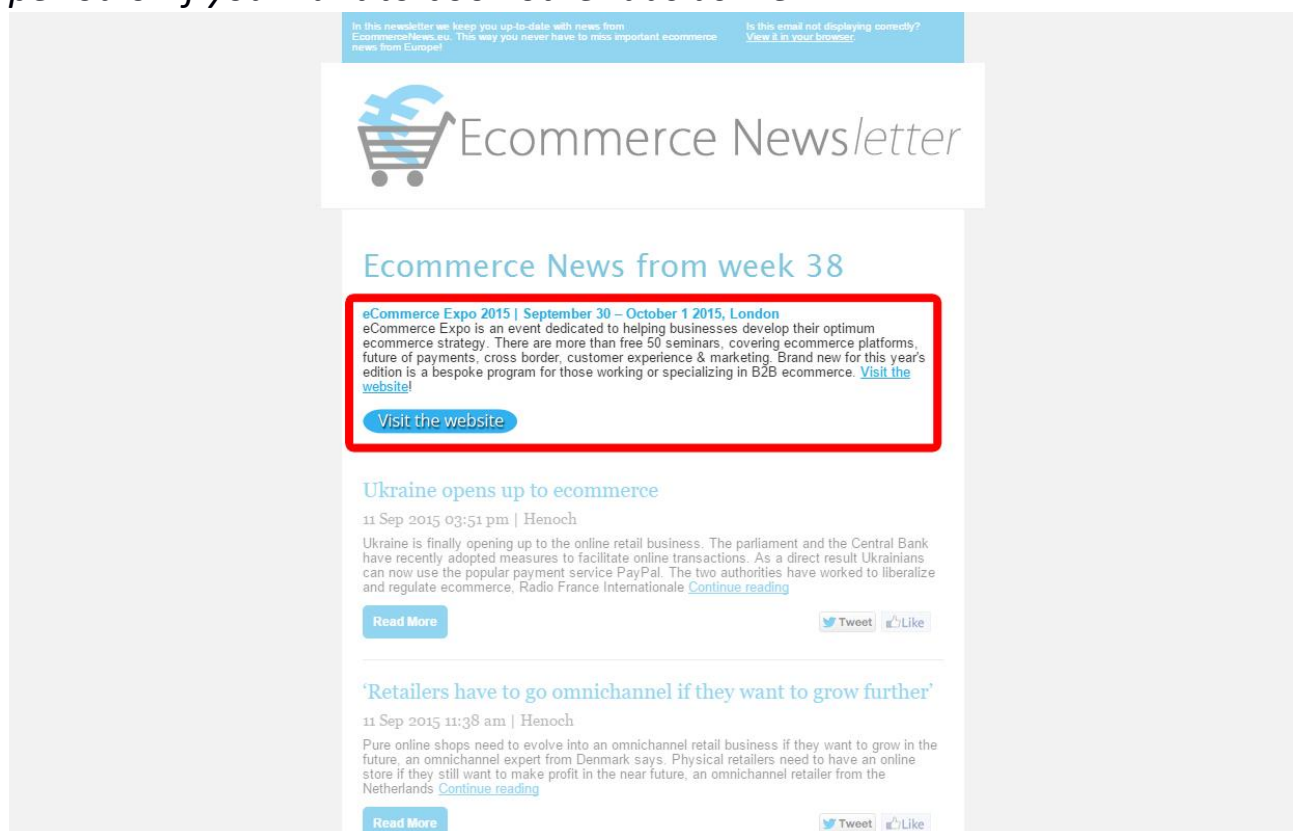 In this newsletter we keep you up-to-date with news from
EcommerceNews.eu. This way you never have to miss important ecommerce
news from Europe!
Is this email not displaying correctly?
View it in your browser.
Ecommerce Newsletter
Ecommerce News from week 38
eCommerce Expo 2015 | September 30 – October 1 2015, London
eCommerce Expo is an event dedicated to helping businesses develop their optimum
ecommerce strategy. There are more than free 50 seminars, covering ecommerce platforms,
future of payments, cross border, customer experience & marketing. Brand new for this year's
edition is a bespoke program for those working or specializing in B2B ecommerce. Visit the
website!
Visit the website
Ukraine opens up to ecommerce
11 Sep 2015 03:51 pm | Henoch
Ukraine is finally opening up to the online retail business. The parliament and the Central Bank
have recently adopted measures to facilitate online transactions. As a direct result Ukrainians
can now use the popular payment service PayPal. The two authorities have worked to liberalize
and regulate ecommerce, Radio France Internationale Continue reading
Read More
Tweet Like
‘Retailers have to go omnichannel if they want to grow further’
11 Sep 2015 11:38 am | Henoch
Pure online shops need to evolve into an omnichannel retail business if they want to grow in the
future, an omnichannel expert from Denmark says. Physical retailers need to have an online
store if they still want to make profit in the near future, an omnichannel retailer from the
Netherlands Continue reading
Read More
Tweet Like